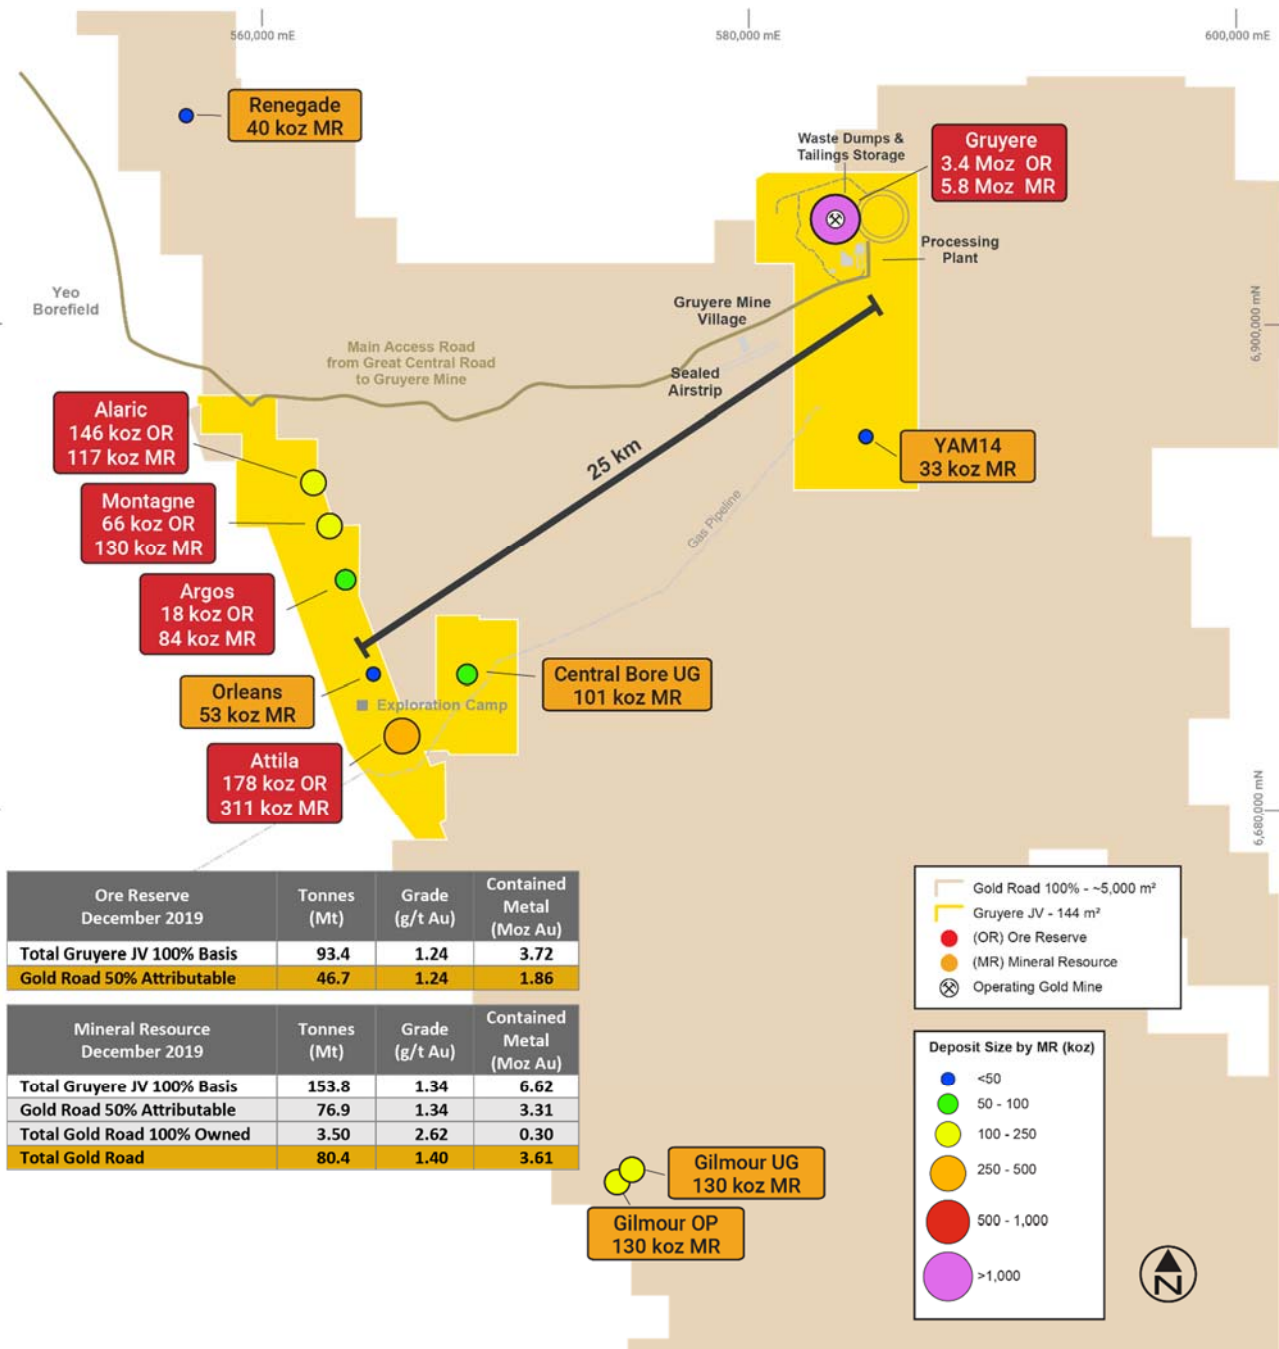 560,000 mE
580,000 mE
600,000 mE
Renegade
40 koz MR
Waste Dumps &
Tailings Storage
Gruyere
3.4 Moz OR
5.8 Moz MR
Processing
Plant
Yeo
Borefield
Gruyere Mine
Village
6,900,000 mN
Main Access Road
from Great Central Road
to Gruyere Mine
Sealed
Airstrip
Alaric
146 koz OR
117 koz MR
25 km
YAM14
33 koz MR
Montagne
66 koz OR
130 koz MR
Gas Pipeline
Argos
18 koz OR
84 koz MR
Orleans
53 koz MR
Central Bore UG
101 koz MR
Exploration Camp
Attila
178 koz OR
311 koz MR
6,680,000 mN
Ore Reserve December 2019 Tonnes (Mt) Grade (g/t Au) Contained Metal (Moz Au)
Total Gruyere JV 100% Basis 93.4 1.24 3.72
Gold Road 50% Attributable 46.7 1.24 1.86
Mineral Resource December 2019 Tonnes (Mt) Grade (g/t Au) Contained Metal (Moz Au)
Total Gruyere JV 100% Basis 153.8 1.34 6.62
Gold Road 50% Attributable 76.9 1.34 3.31
Total Gold Road 100% Owned 3.50 2.62 0.30
Total Gold Road 80.4 1.40 3.61
Gold Road 100% - ~5,000 m²
Gruyere JV - 144 m²
(OR) Ore Reserve
(MR) Mineral Resource
Operating Gold Mine
Deposit Size by MR (koz)
<50
50 - 100
100 - 250
250 - 500
500 - 1,000
>1,000
Gilmour UG
130 koz MR
Gilmour OP
130 koz MR
N